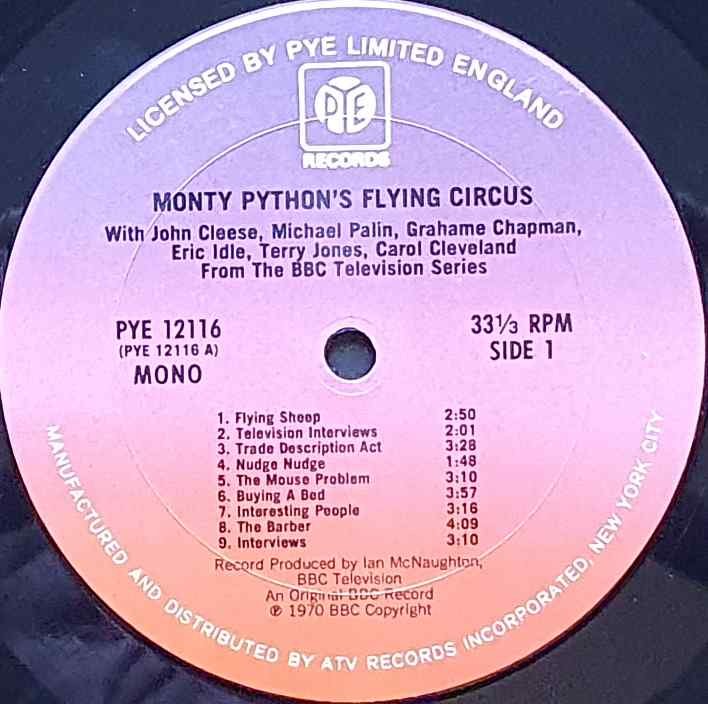 LICENSED BY PYE LIMITED ENGLAND
PYE
RECORDS
MONTY PYTHON'S FLYING CIRCUS
With John Cleese, Michael Palin, Grahame Chapman,
Eric Idle, Terry Jones, Carol Cleveland
From The BBC Television Series
PYE 12116
(PYE 12116 A)
MONO
33⅓ RPM
SIDE 1
1. Flying Sheep 2:50
2. Television Interviews 2:01
3. Trade Description Act 3:28
4. Nudge Nudge 1:48
5. The Mouse Problem 3:10
6. Buying A Bed 3:57
7. Interesting People 3:16
8. The Barber 4:09
9. Interviews 3:10
Record Produced by Ian McNaughton,
BBC Television
An Original BBC Record
℗ 1970 BBC Copyright
MANUFACTURED AND DISTRIBUTED BY ATV RECORDS INCORPORATED, NEW YORK CITY